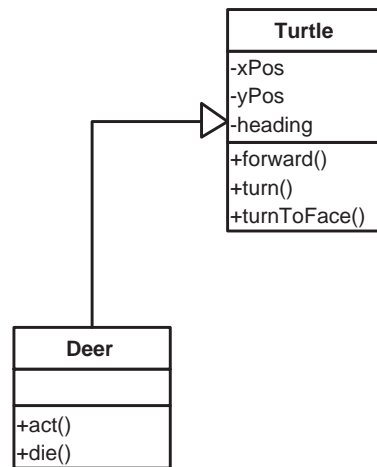 Turtle
-xPos
-yPos
-heading
+forward()
+turn()
+turnToFace()
Deer
+act()
+die()